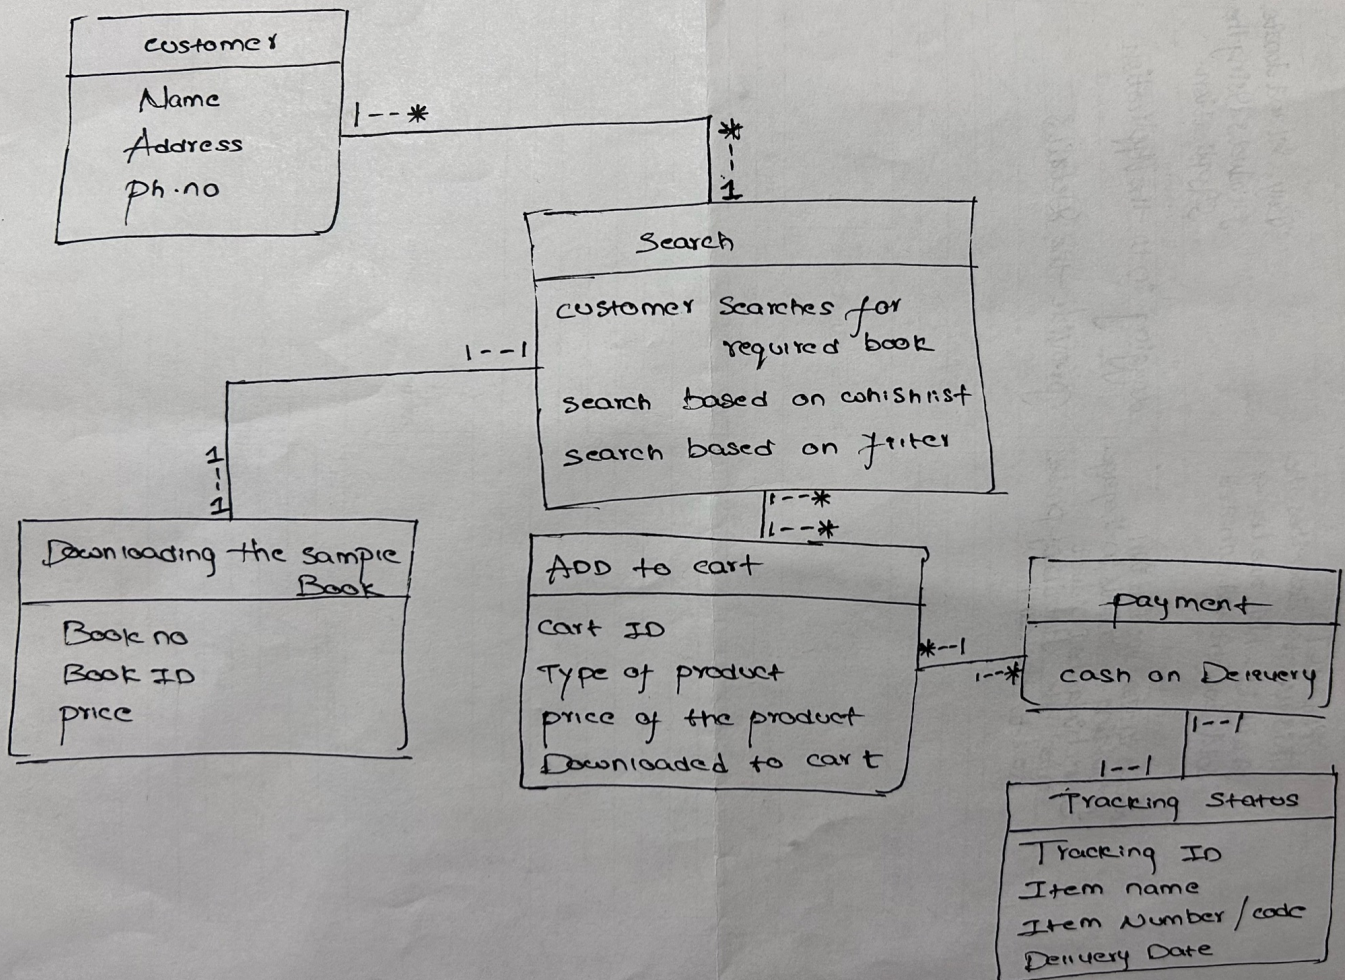 customer
Name
Address
Ph.no
1--*
*--1
Search
customer Searches for
required book
search based on wishlist
search based on filter
1--1
1--1
Downloading the sample
Book
Book no
Book ID
price
1--*
1--*
ADD to cart
cart ID
Type of product
price of the product
Downloaded to cart
*--1
1--*
payment
cash on Delivery
1--1
1--1
Tracking Status
Tracking ID
Item name
Item Number/code
Delivery Date